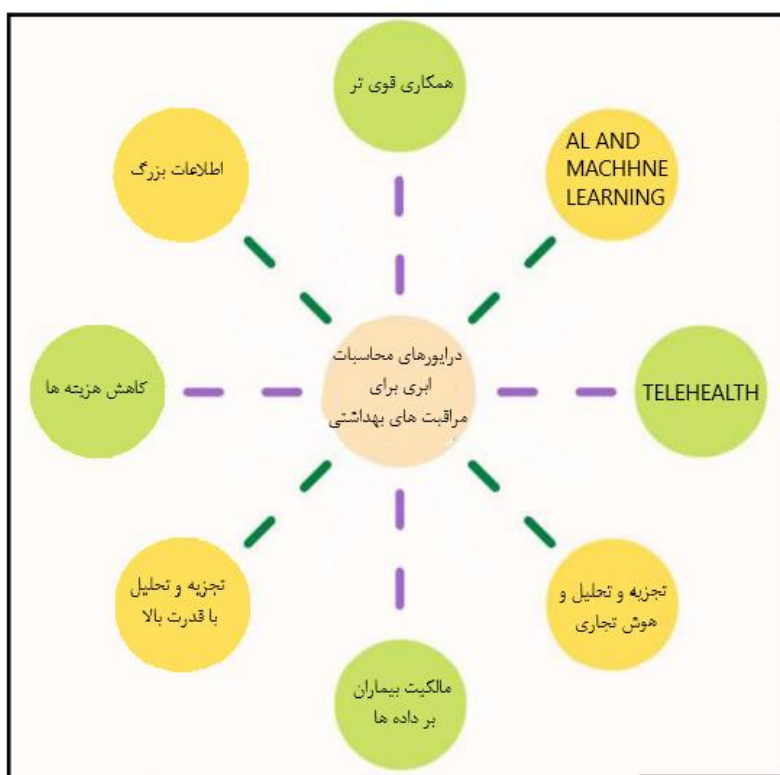 همکاری قوی تر
اطلاعات بزرگ
AL AND
MACHHNE
LEARNING
درایورهای محاسبات
ابری برای
مراقبت های بهداشتی
کاهش هزیته ها
TELEHEALTH
تجزیه و تحلیل
با قدرت بالا
تجزیه و تحلیل و
هوش تجاری
مالکیت بیماران
بر داده ها